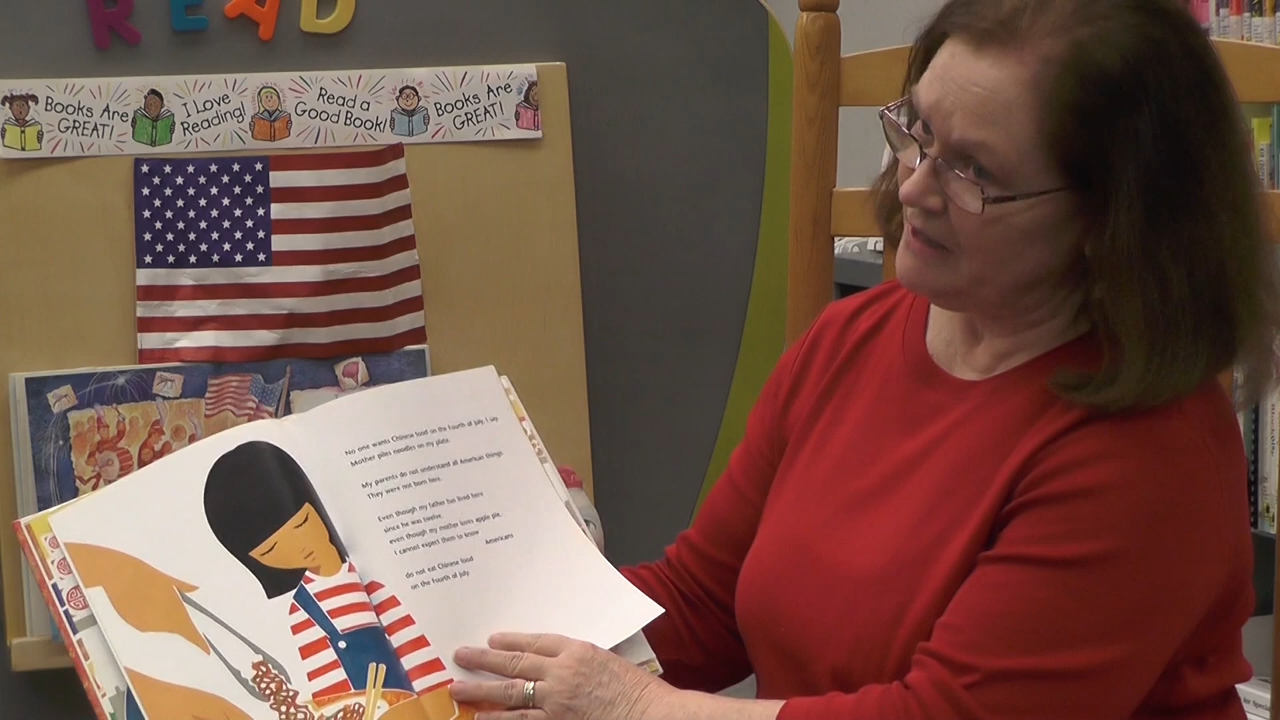 READ
Books Are GREAT!
I Love Reading!
Read a Good Book!
Books Are GREAT!
No one wants Chinese food on the Fourth of July, I say.
Mother piles noodles on my plate.
My parents do not understand all American things.
They were not born here.
Even though my father has lived here
since he was twelve,
even though my mother loves apple pie,
I cannot expect them to know
Americans
do not eat Chinese food
on the Fourth of July.